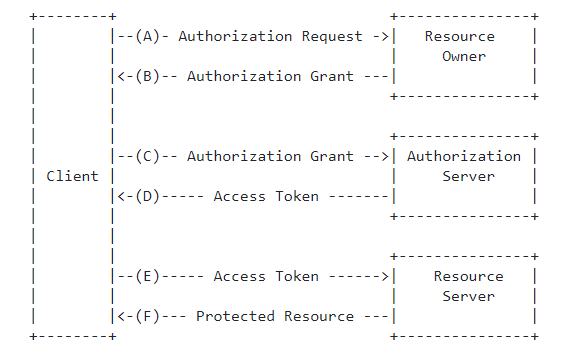 +--------+                               +---------------+
|        |--(A)- Authorization Request ->|   Resource    |
|        |                               |     Owner     |
|        |<-(B)-- Authorization Grant ---|               |
|        |                               +---------------+
|        |
|        |                               +---------------+
|        |--(C)-- Authorization Grant -->| Authorization |
| Client |                               |     Server    |
|        |<-(D)----- Access Token -------|               |
|        |                               +---------------+
|        |
|        |                               +---------------+
|        |--(E)----- Access Token ------>|    Resource   |
|        |                               |     Server    |
|        |<-(F)--- Protected Resource ---|               |
+--------+                               +---------------+